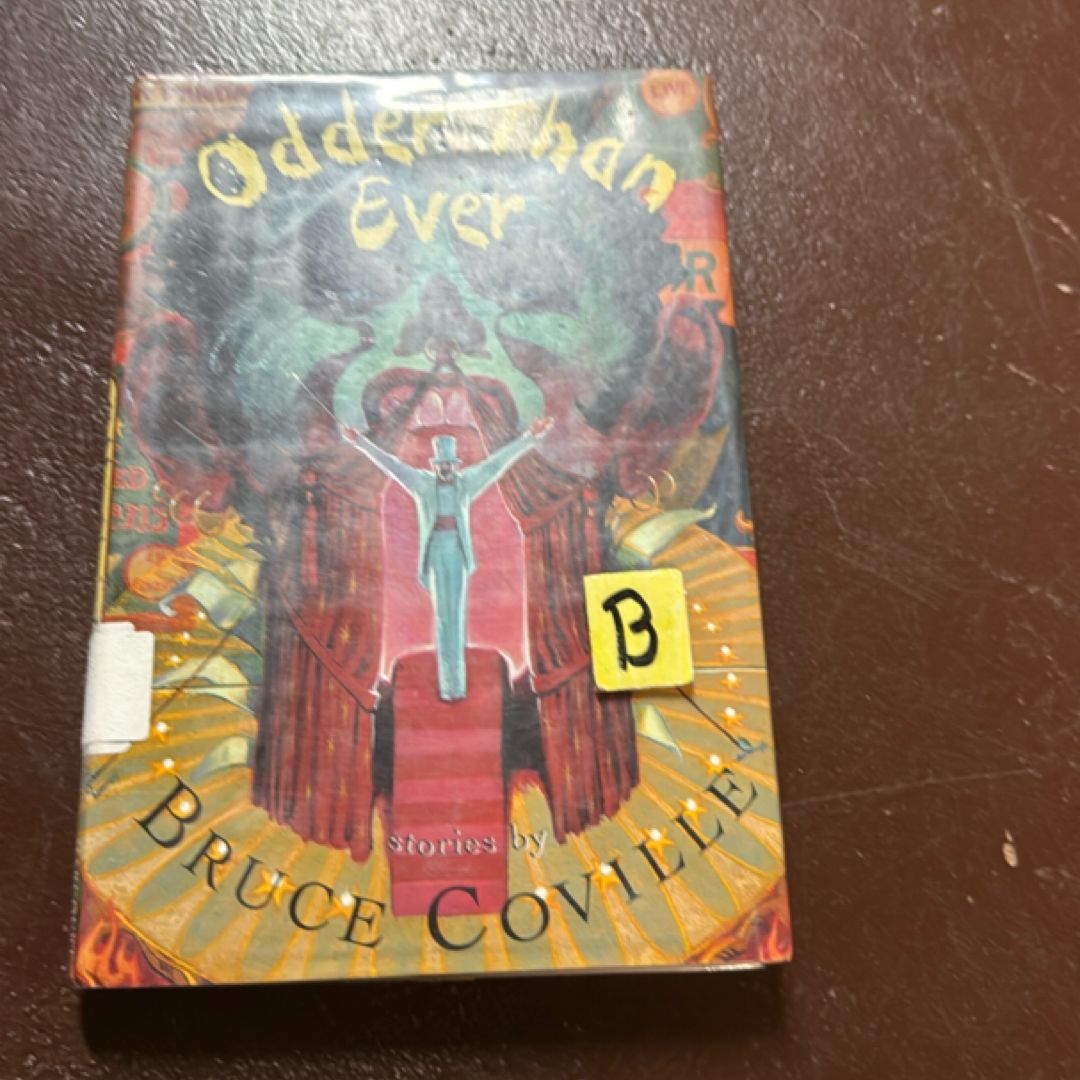 Odder Than
Ever
R
B
stories by
BRUCE COVILLE